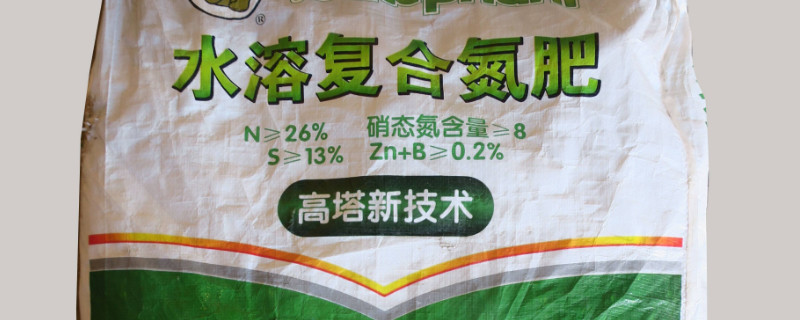 ®
水溶复合氮肥
N≥26% 硝态氮含量≥8
S≥13% Zn+B≥0.2%
高塔新技术